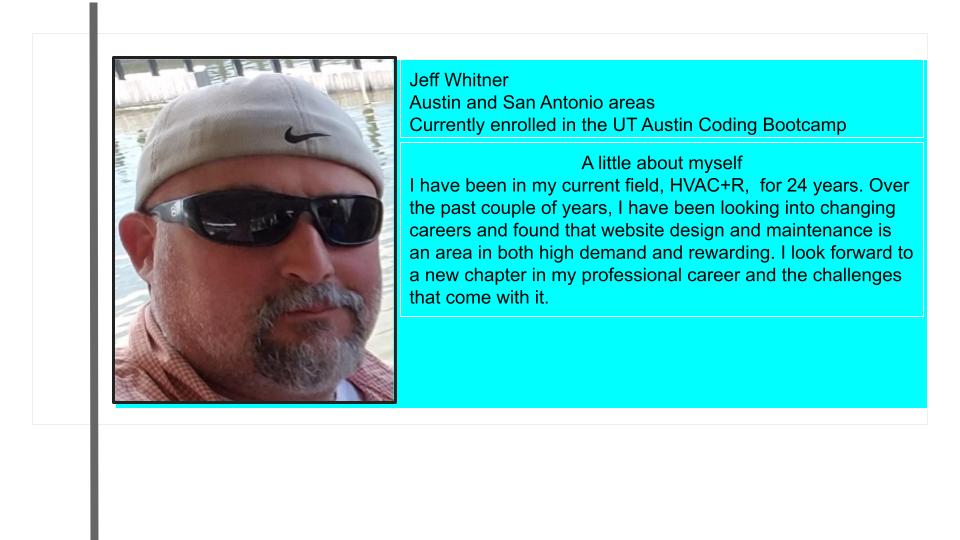 Jeff Whitner
Austin and San Antonio areas
Currently enrolled in the UT Austin Coding Bootcamp
A little about myself
I have been in my current field, HVAC+R,  for 24 years. Over
the past couple of years, I have been looking into changing
careers and found that website design and maintenance is
an area in both high demand and rewarding. I look forward to
a new chapter in my professional career and the challenges
that come with it.